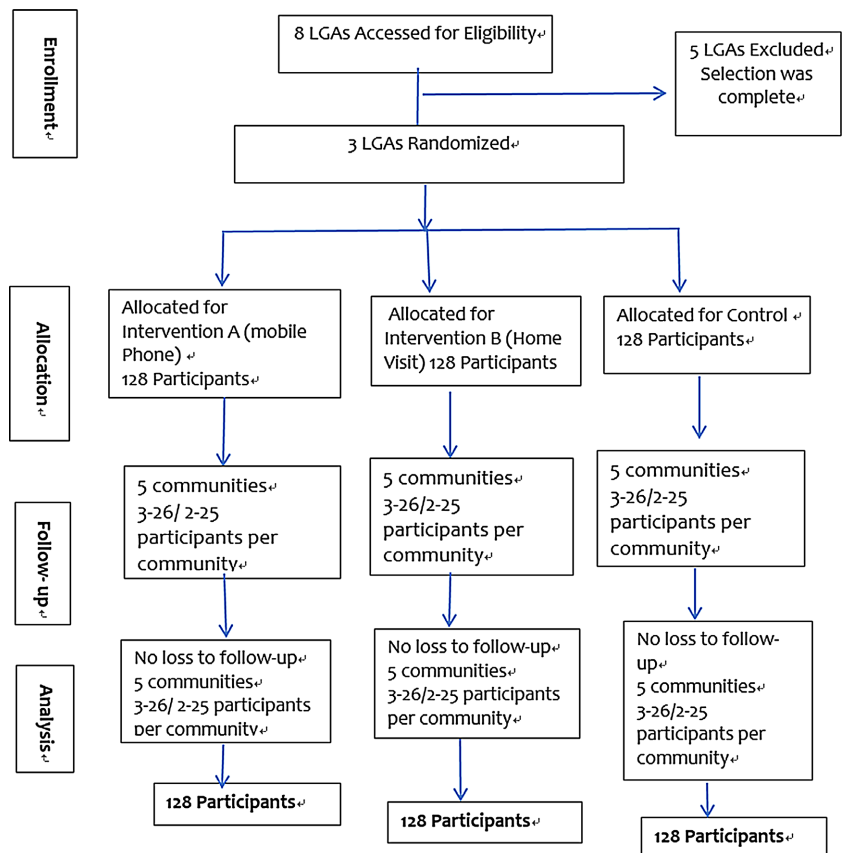 Enrollment
8 LGAs Accessed for Eligibility
5 LGAs Excluded
Selection was
complete
3 LGAs Randomized
Allocation
Allocated for
Intervention A (mobile
Phone)
128 Participants
Allocated for
Intervention B (Home
Visit) 128 Participants
Allocated for Control
128 Participants
Follow- up
5 communities
3-26/ 2-25
participants per
community
5 communities
3-26/2-25
participants per
community
5 communities
3-26/2-25
participants per
community
Analysis
No loss to follow-up
5 communities
3-26/ 2-25 participants
per community
No loss to follow-up
5 communities
3-26/2-25 participants
per community
No loss to follow-
up
5 communities
3-26/2-25
participants per
community
128 Participants
128 Participants
128 Participants